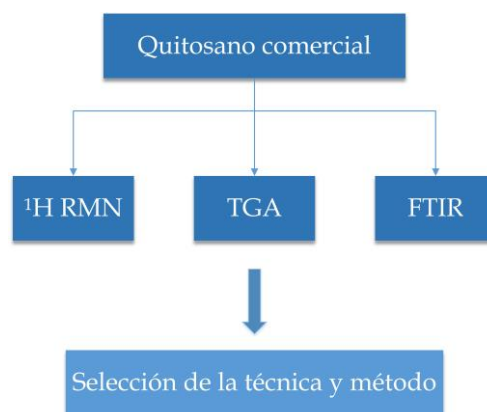 Quitosano comercial
¹H RMN
TGA
FTIR
Selección de la técnica y método